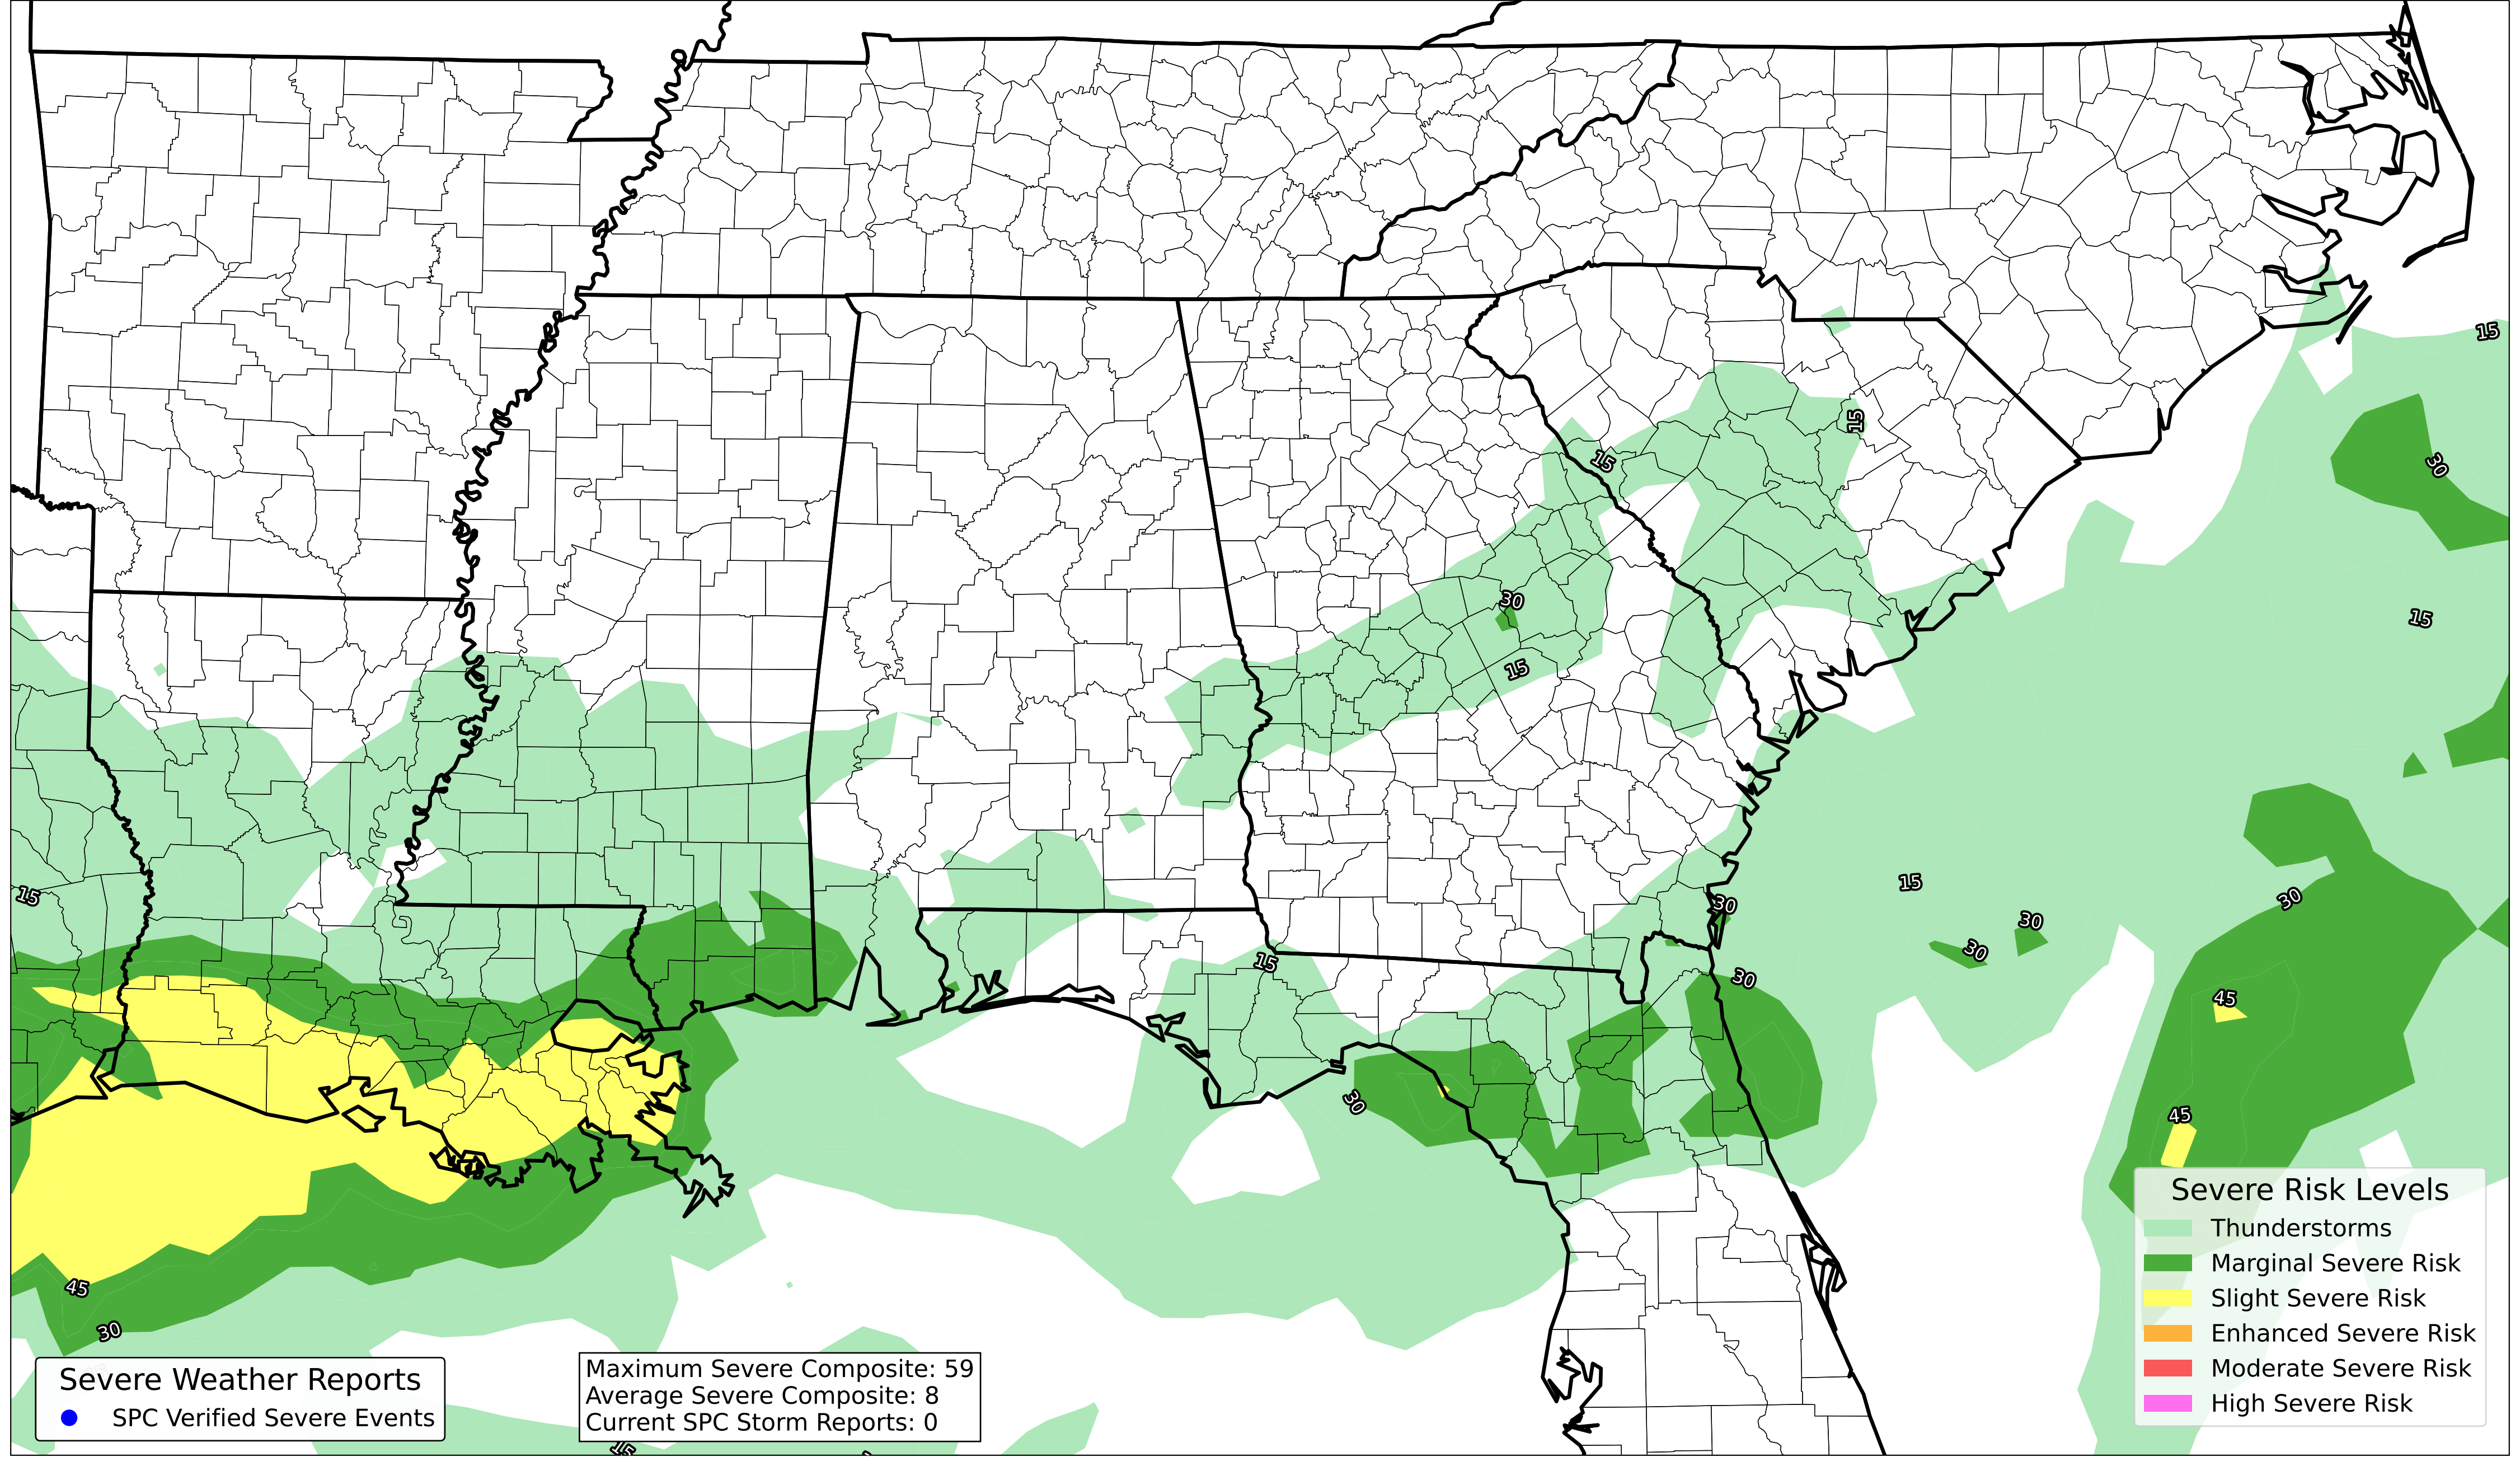 15
30
15
15
30
15
15
30
15
15
30
30
30
15
30
45
30
45
45
30
15
Severe Risk Levels
Thunderstorms
Marginal Severe Risk
Slight Severe Risk
Enhanced Severe Risk
Moderate Severe Risk
High Severe Risk
Severe Weather Reports
SPC Verified Severe Events
Maximum Severe Composite: 59
Average Severe Composite: 8
Current SPC Storm Reports: 0